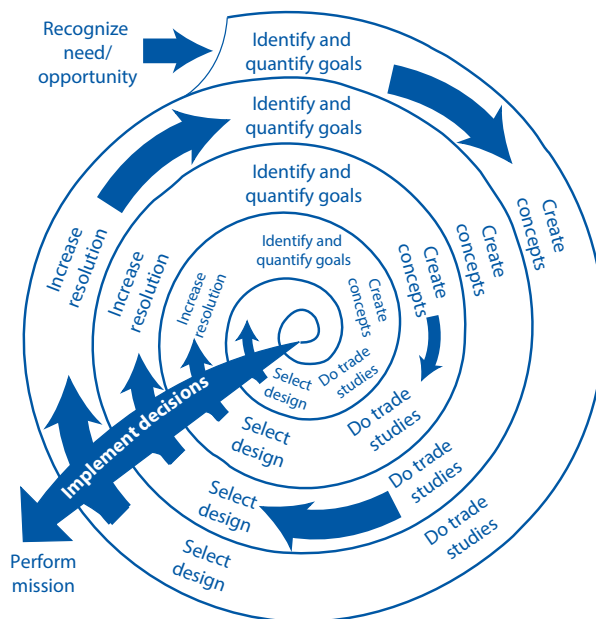 Recognize
need/
opportunity
Identify and
quantify goals
Identify and
quantify goals
Identify and
quantify goals
Identify and
quantify goals
Create
concepts
Create
concepts
Create
concepts
Create
concepts
Do trade
studies
Do trade
studies
Do trade
studies
Do trade
studies
Select
design
Select
design
Select
design
Select
design
Increase
resolution
Increase
resolution
Increase
resolution
Implement decisions
Perform
mission